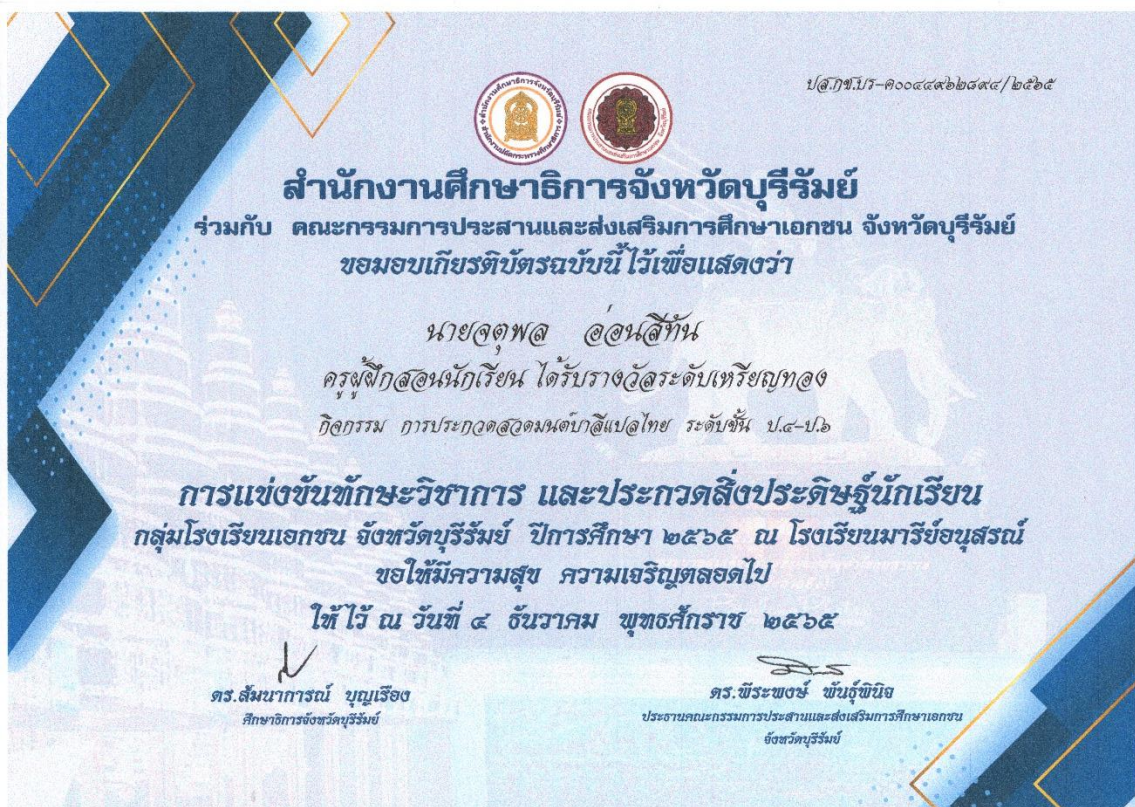 ปส.กช.บร-๓๐๐๔๔๙๖๒๘๙๔/๒๕๖๕
สำนักงานศึกษาธิการจังหวัดบุรีรัมย์
ร่วมกับ คณะกรรมการประสานและส่งเสริมการศึกษาเอกชน จังหวัดบุรีรัมย์
ขอมอบเกียรติบัตรฉบับนี้ไว้เพื่อแสดงว่า
นายจตุพล อ่อนสีทัน
ครูผู้ฝึกสอนนักเรียน ได้รับรางวัลระดับเหรียญทอง
กิจกรรม การประกวดสวดมนต์บาลีแปลไทย ระดับชั้น ป.๔-ป.๖
การแข่งขันทักษะวิชาการ และประกวดสิ่งประดิษฐ์นักเรียน
กลุ่มโรงเรียนเอกชน จังหวัดบุรีรัมย์ ปีการศึกษา ๒๕๖๕ ณ โรงเรียนมารีย์อนุสรณ์
ขอให้มีความสุข ความเจริญตลอดไป
ให้ไว้ ณ วันที่ ๔ ธันวาคม พุทธศักราช ๒๕๖๕
ดร.สัมนาการณ์ บุญเรือง
ศึกษาธิการจังหวัดบุรีรัมย์
ดร.พีระพงษ์ พันธุ์พินิจ
ประธานคณะกรรมการประสานและส่งเสริมการศึกษาเอกชน
จังหวัดบุรีรัมย์